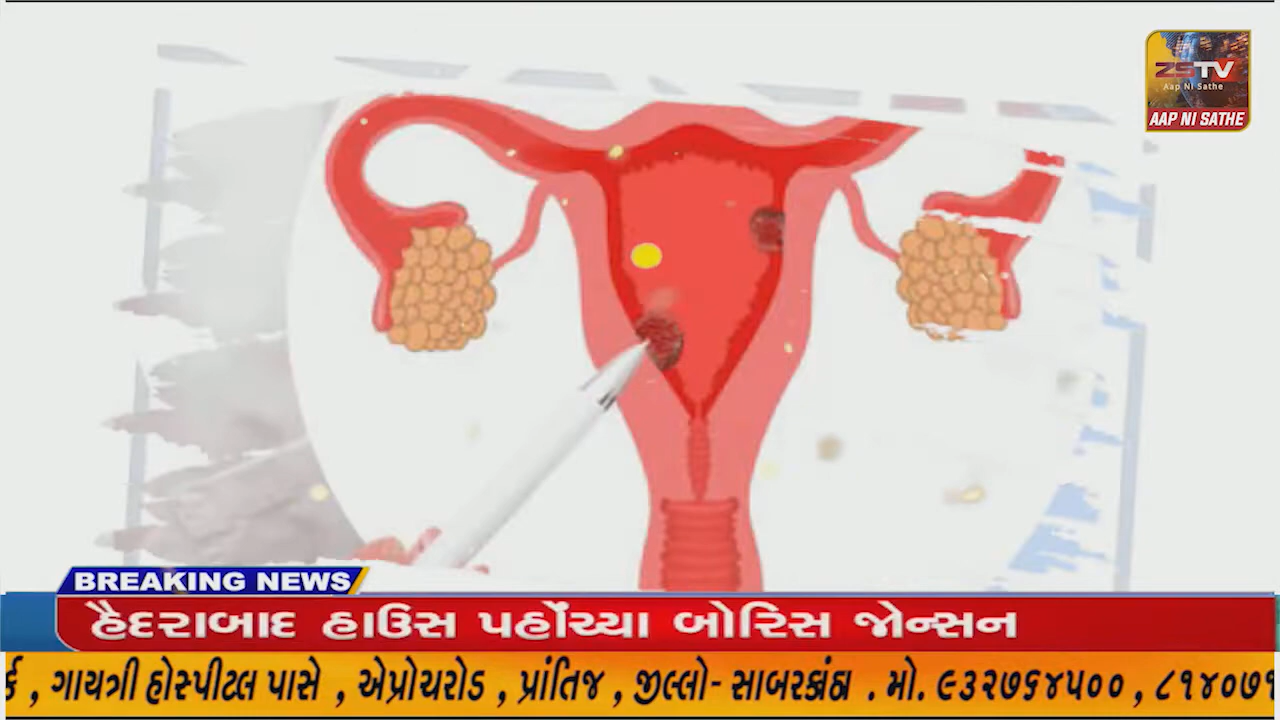 ZSTV
Aap Ni Sathe
AAP NI SATHE
BREAKING NEWS
હૈદરાબાદ હાઉસ પહોંચ્યા બોરિસ જોન્સન
, ગાયત્રી હોસ્પીટલ પાસે , એપ્રોચરોડ , પ્રાંતિજ , જીલ્લો- સાબરકાંઠા . મો. ૯૩૨૭૬૪૫૦૦ , ૮૧૪૦૭૧